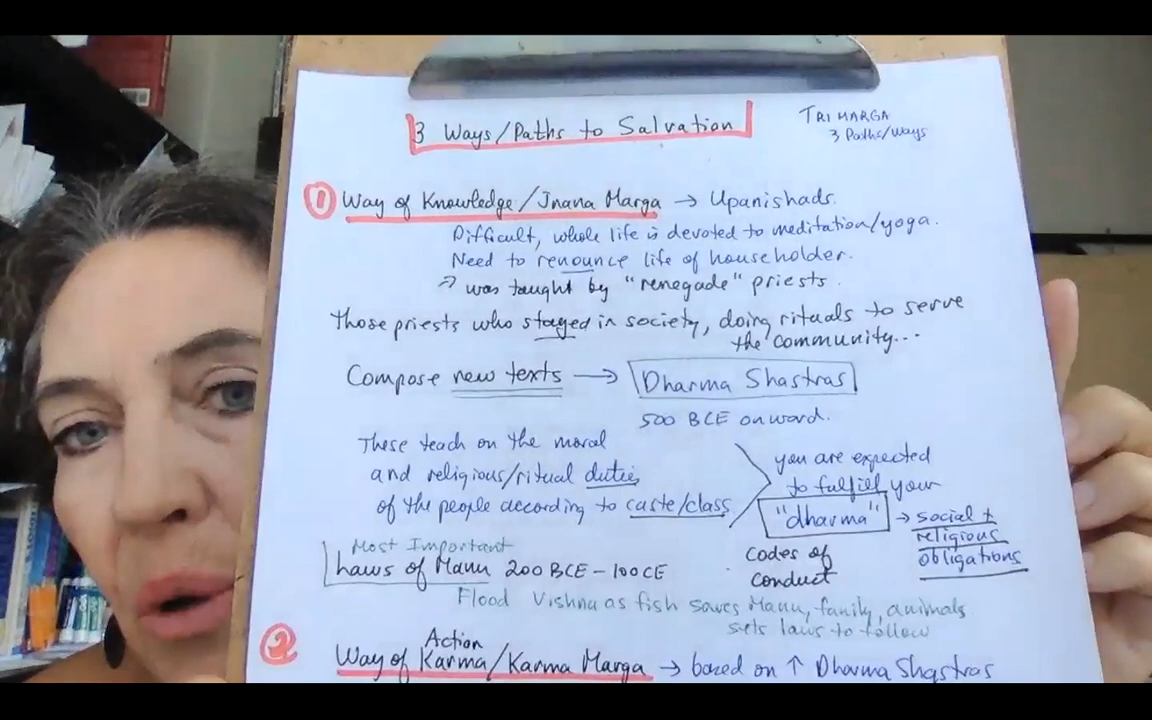 3 Ways/Paths to Salvation
TRI MARGA
3 Paths/Ways
① Way of Knowledge/Jnana Marga → Upanishads.
Difficult, whole life is devoted to meditation/yoga.
Need to renounce life of householder.
→ was taught by "renegade" priests.
Those priests who stayed in society, doing rituals to serve
the community...
Compose new texts → Dharma Shastras
500 BCE onward.
These teach on the moral
and religious/ritual duties
of the people according to caste/class
you are expected
to fulfill your
"dharma" → social +
religious
obligations
Codes of
conduct
Most Important
Laws of Manu 200 BCE – 100 CE
Flood Vishnu as fish saves Manu, family, animals
sets laws to follow
② Way of Karma/Karma Marga → based on ↑ Dharma Shastras
Action